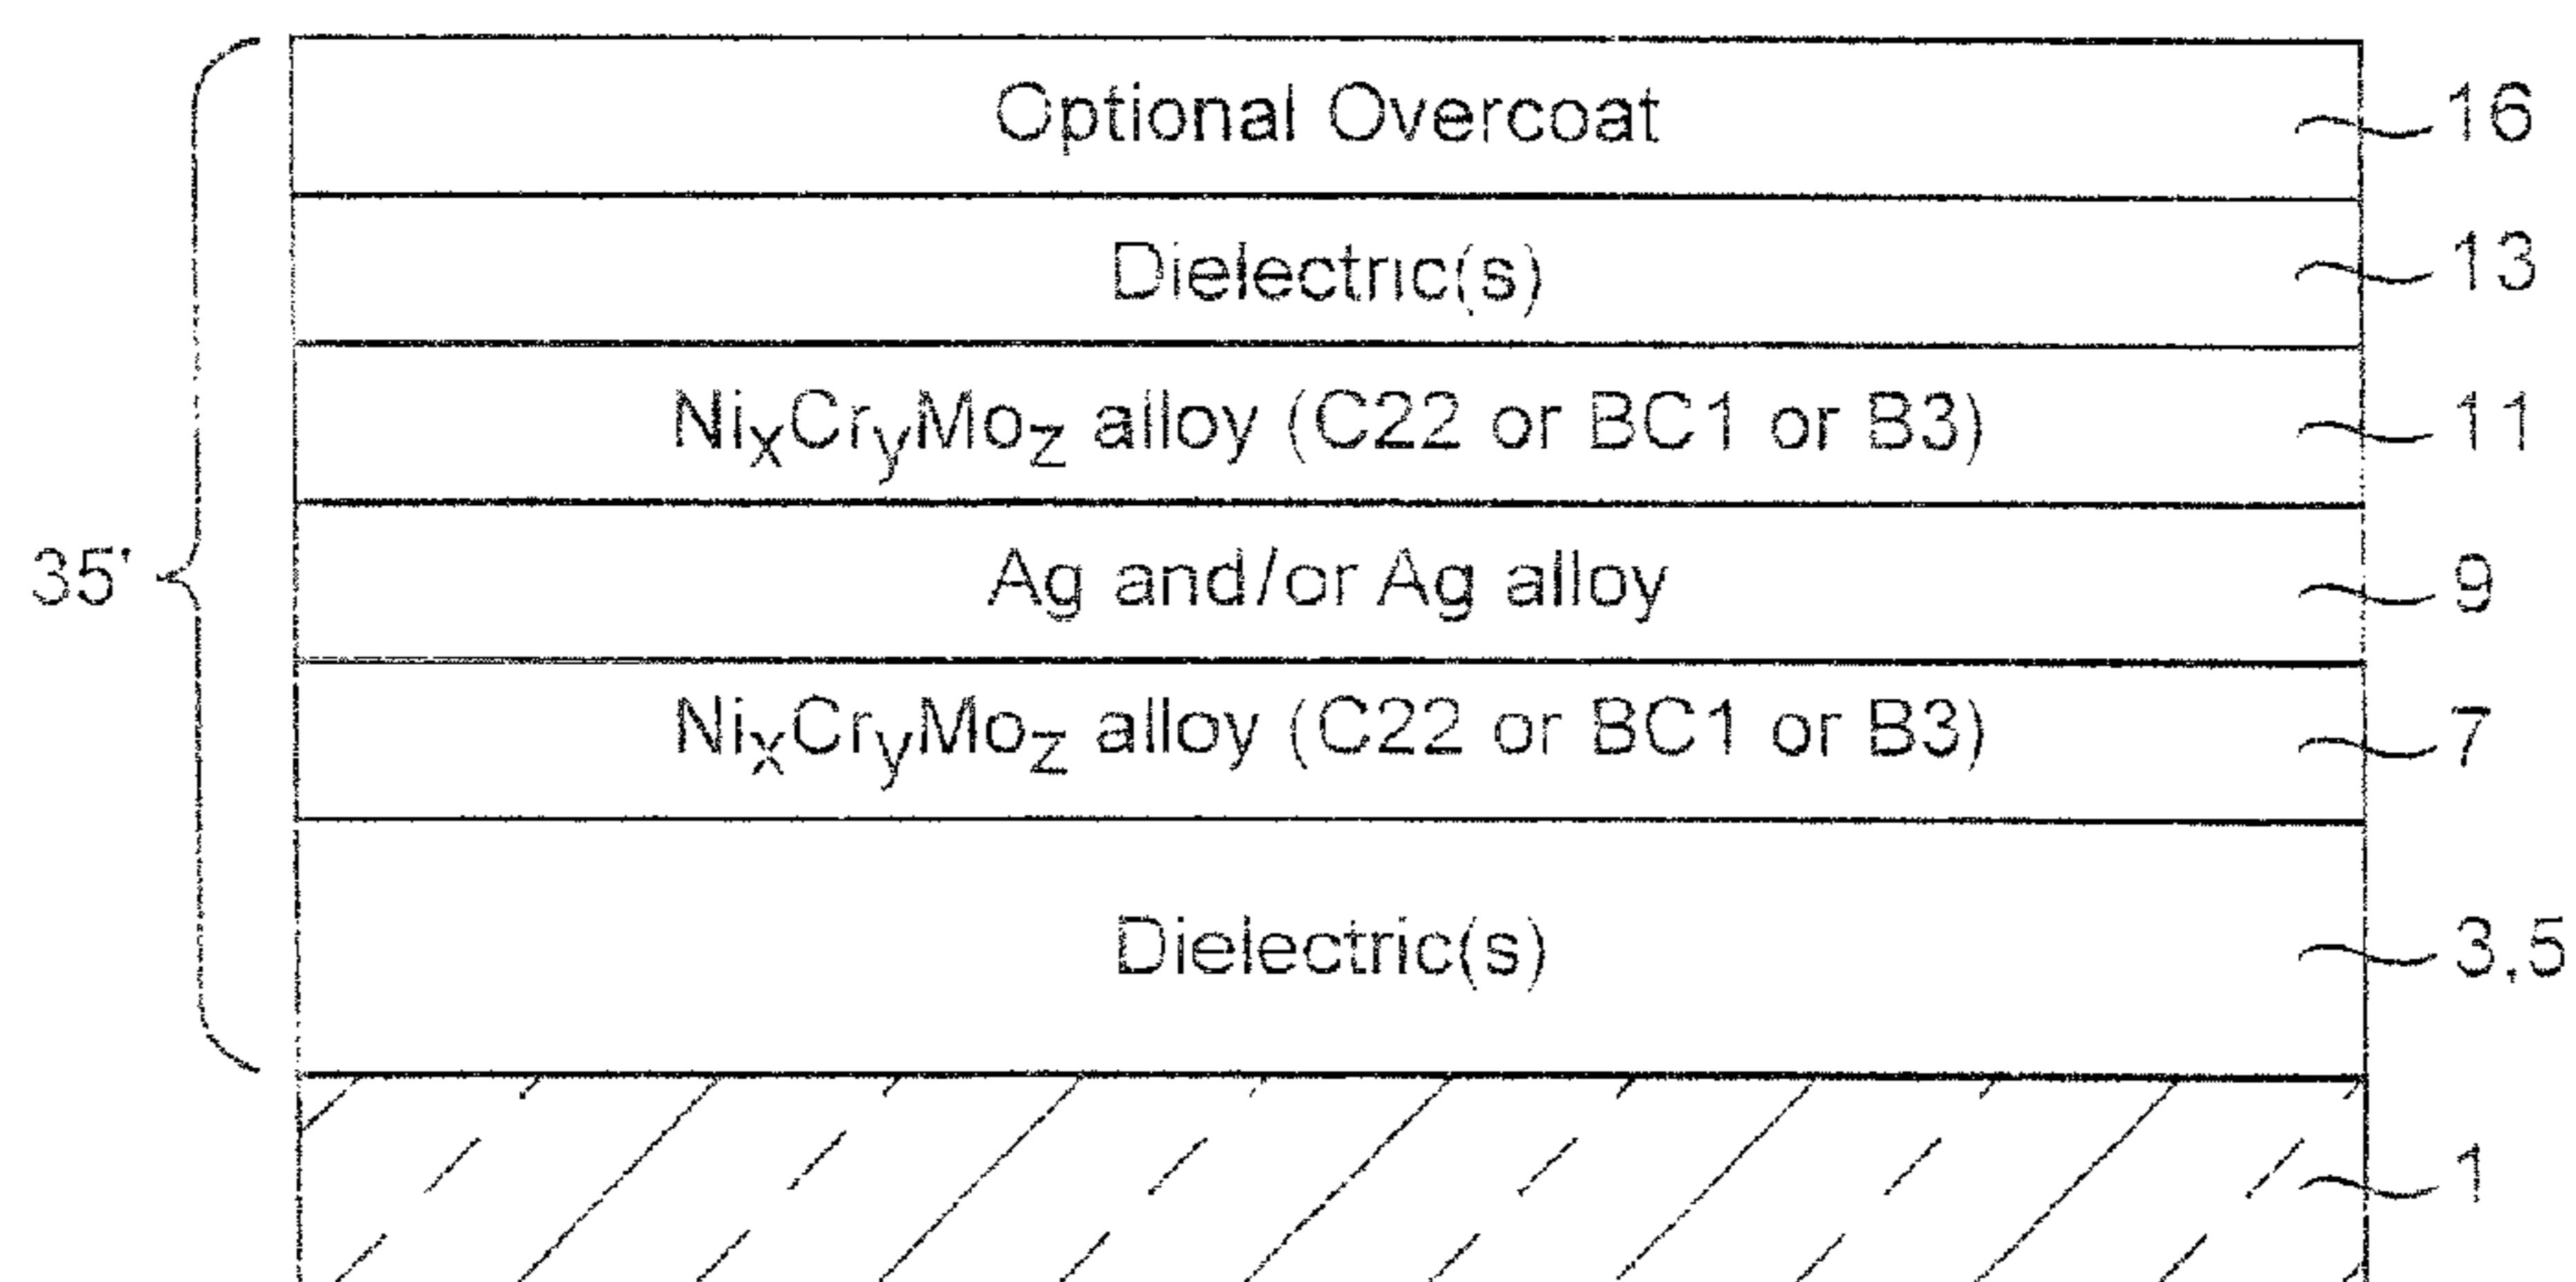 Optional Overcoat 16
Dielectric(s) 13
NixCryMoz alloy (C22 or BC1 or B3) 11
35' Ag and/or Ag alloy 9
NixCryMoz alloy (C22 or BC1 or B3) 7
Dielectric(s) 3,5
1